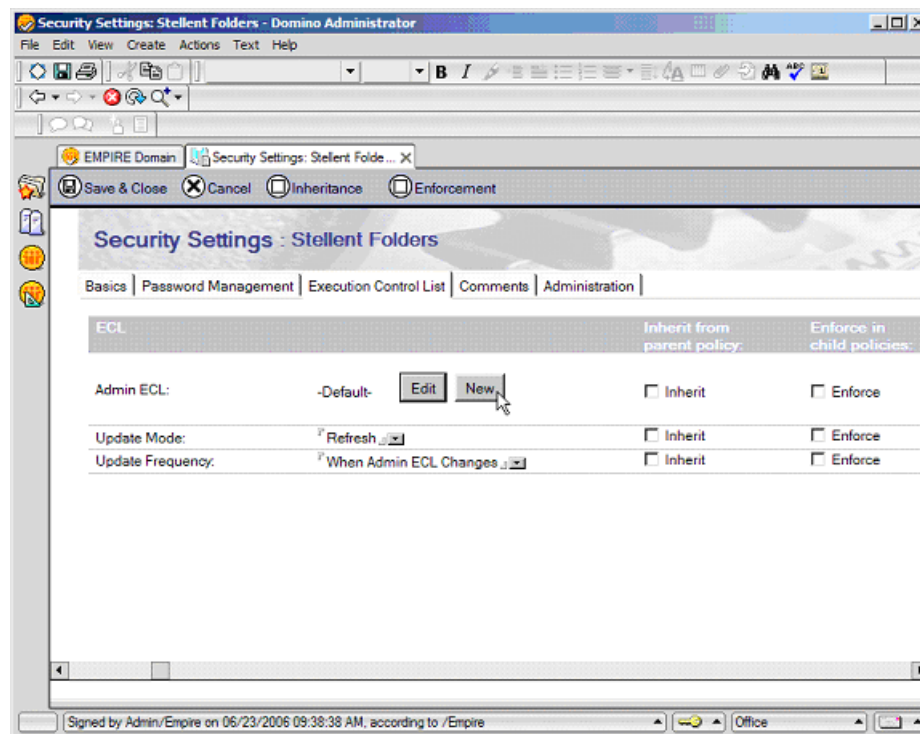 Security Settings: Stellent Folders - Domino Administrator
File Edit View Create Actions Text Help
B I
EMPIRE Domain Security Settings: Stellent Folde...
Save & Close Cancel Inheritance Enforcement
Security Settings : Stellent Folders
Basics Password Management Execution Control List Comments Administration
ECL Inherit from parent policy: Enforce in child policies:
Admin ECL: -Default- Edit New Inherit Enforce
Update Mode: Refresh Inherit Enforce
Update Frequency: When Admin ECL Changes Inherit Enforce
Signed by Admin/Empire on 06/23/2006 09:38:38 AM, according to /Empire Office